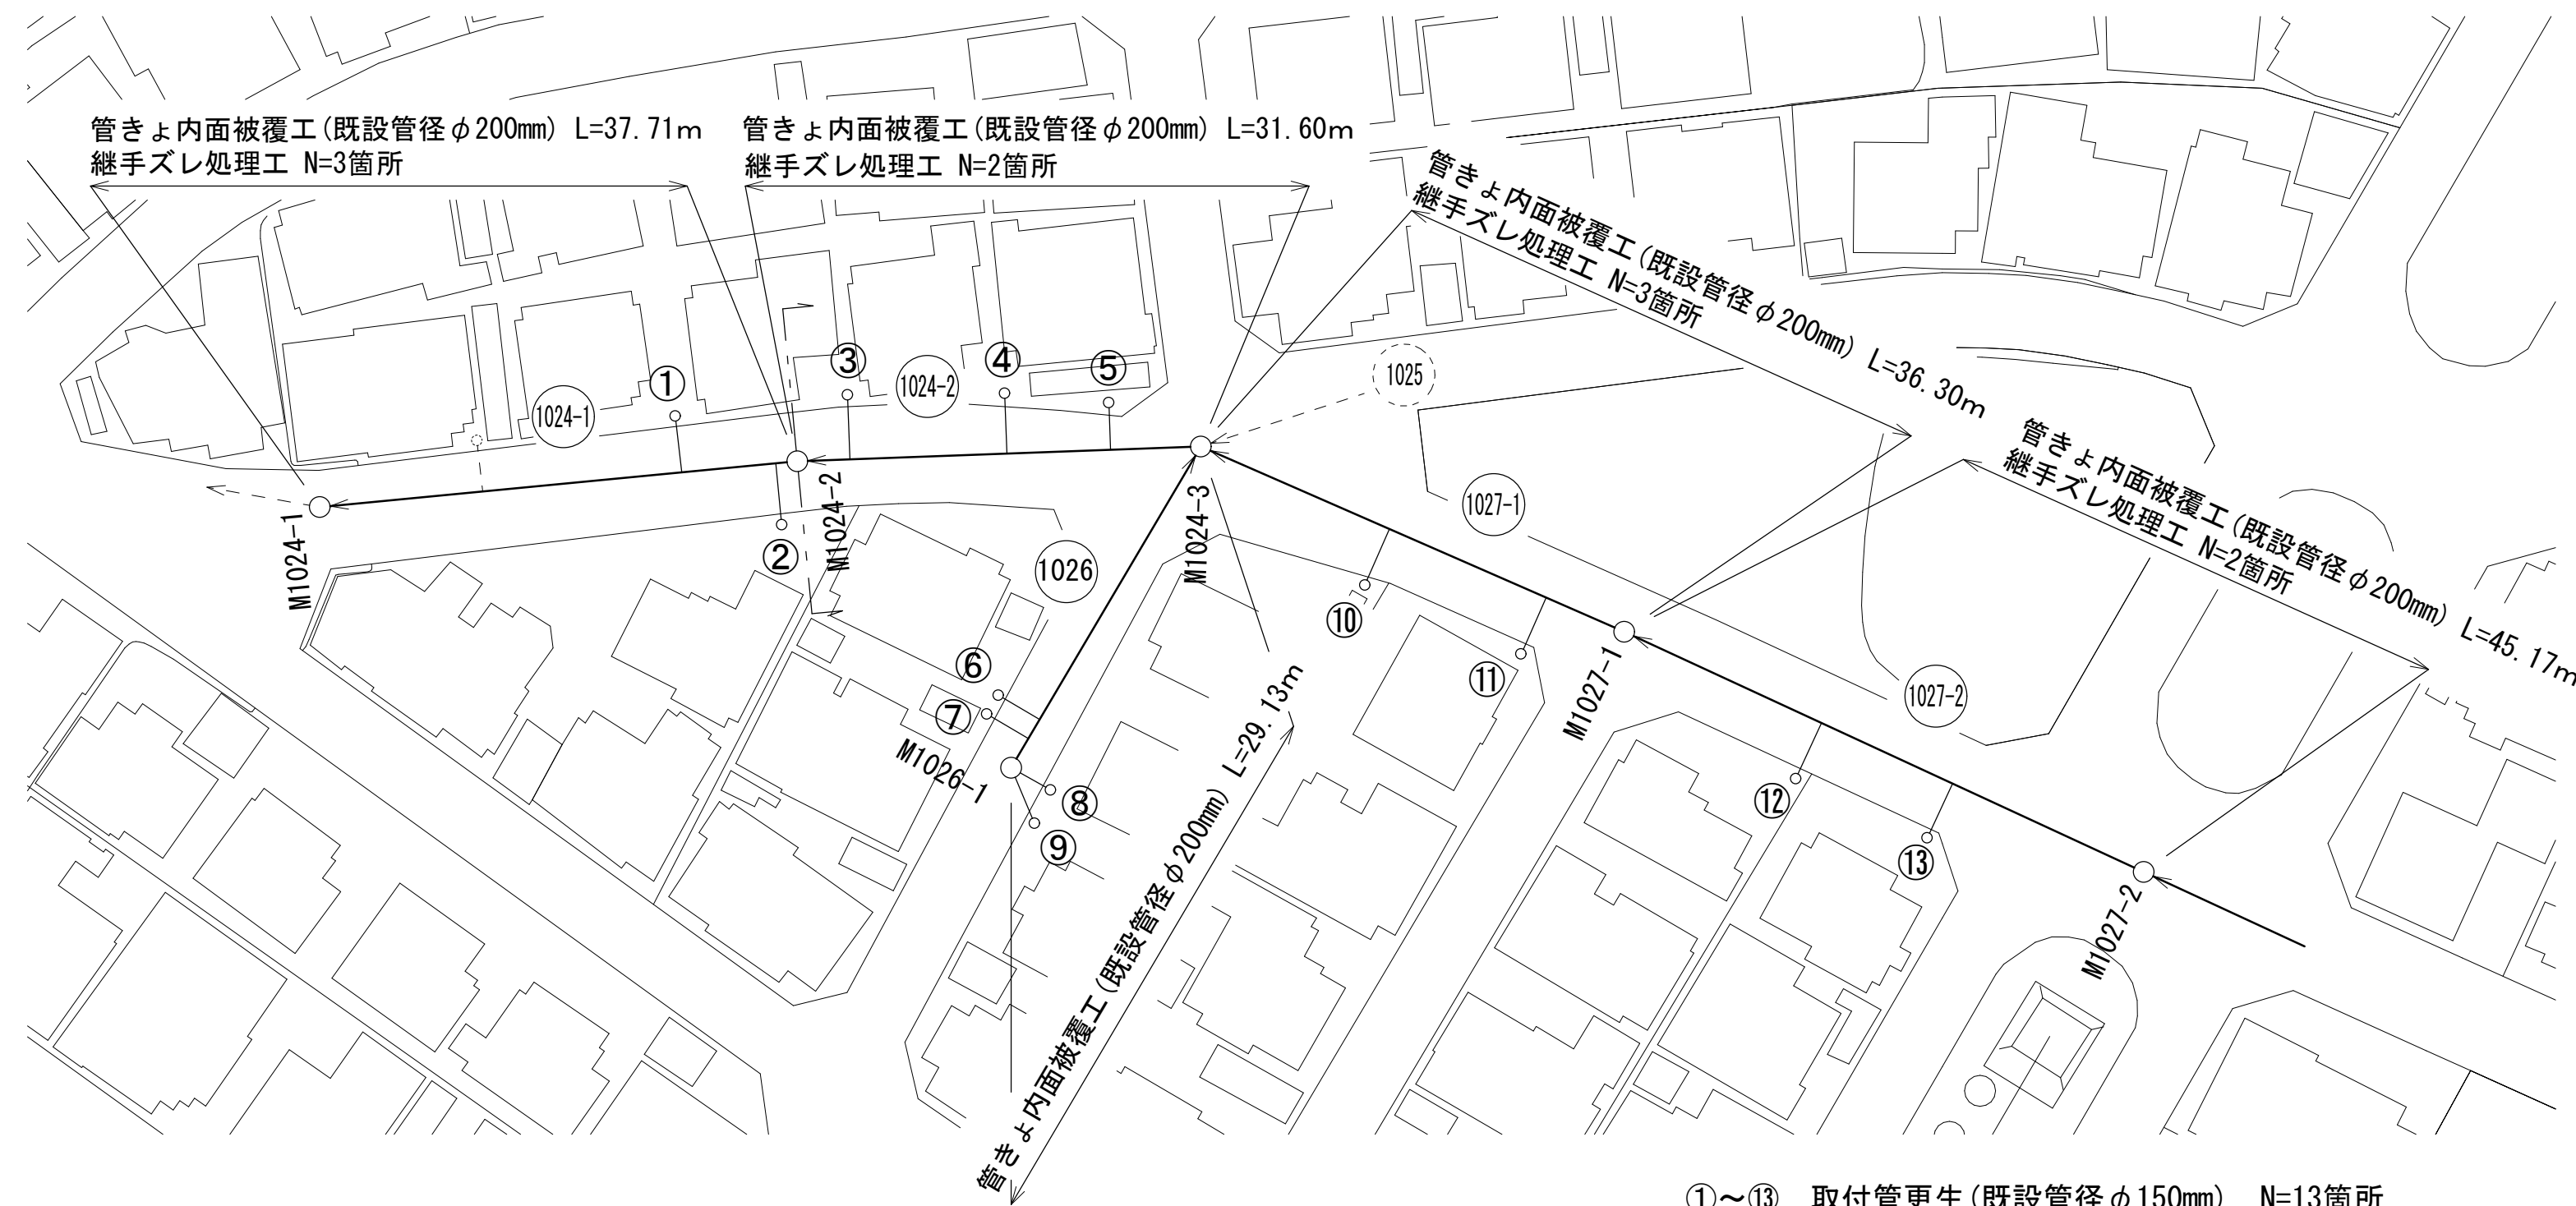 管きょ内面被覆工(既設管径φ200mm) L=37.71m
継手ズレ処理工 N=3箇所
管きょ内面被覆工(既設管径φ200mm) L=31.60m
継手ズレ処理工 N=2箇所
管きょ内面被覆工(既設管径φ200mm) L=36.30m
継手ズレ処理工 N=3箇所
管きょ内面被覆工(既設管径φ200mm) L=45.17m
継手ズレ処理工 N=2箇所
1024-1
①
③
1024-2
④
⑤
1025
M1024-1
②
M1024-2
M1024-3
1026
1027-1
⑥
⑦
M1026-1
⑧
⑨
⑩
⑪
M1027-1
1027-2
⑫
⑬
M1027-2
管きょ内面被覆工(既設管径φ200mm) L=29.13m
①～⑬ 取付管更生(既設管径φ150mm) N=13箇所